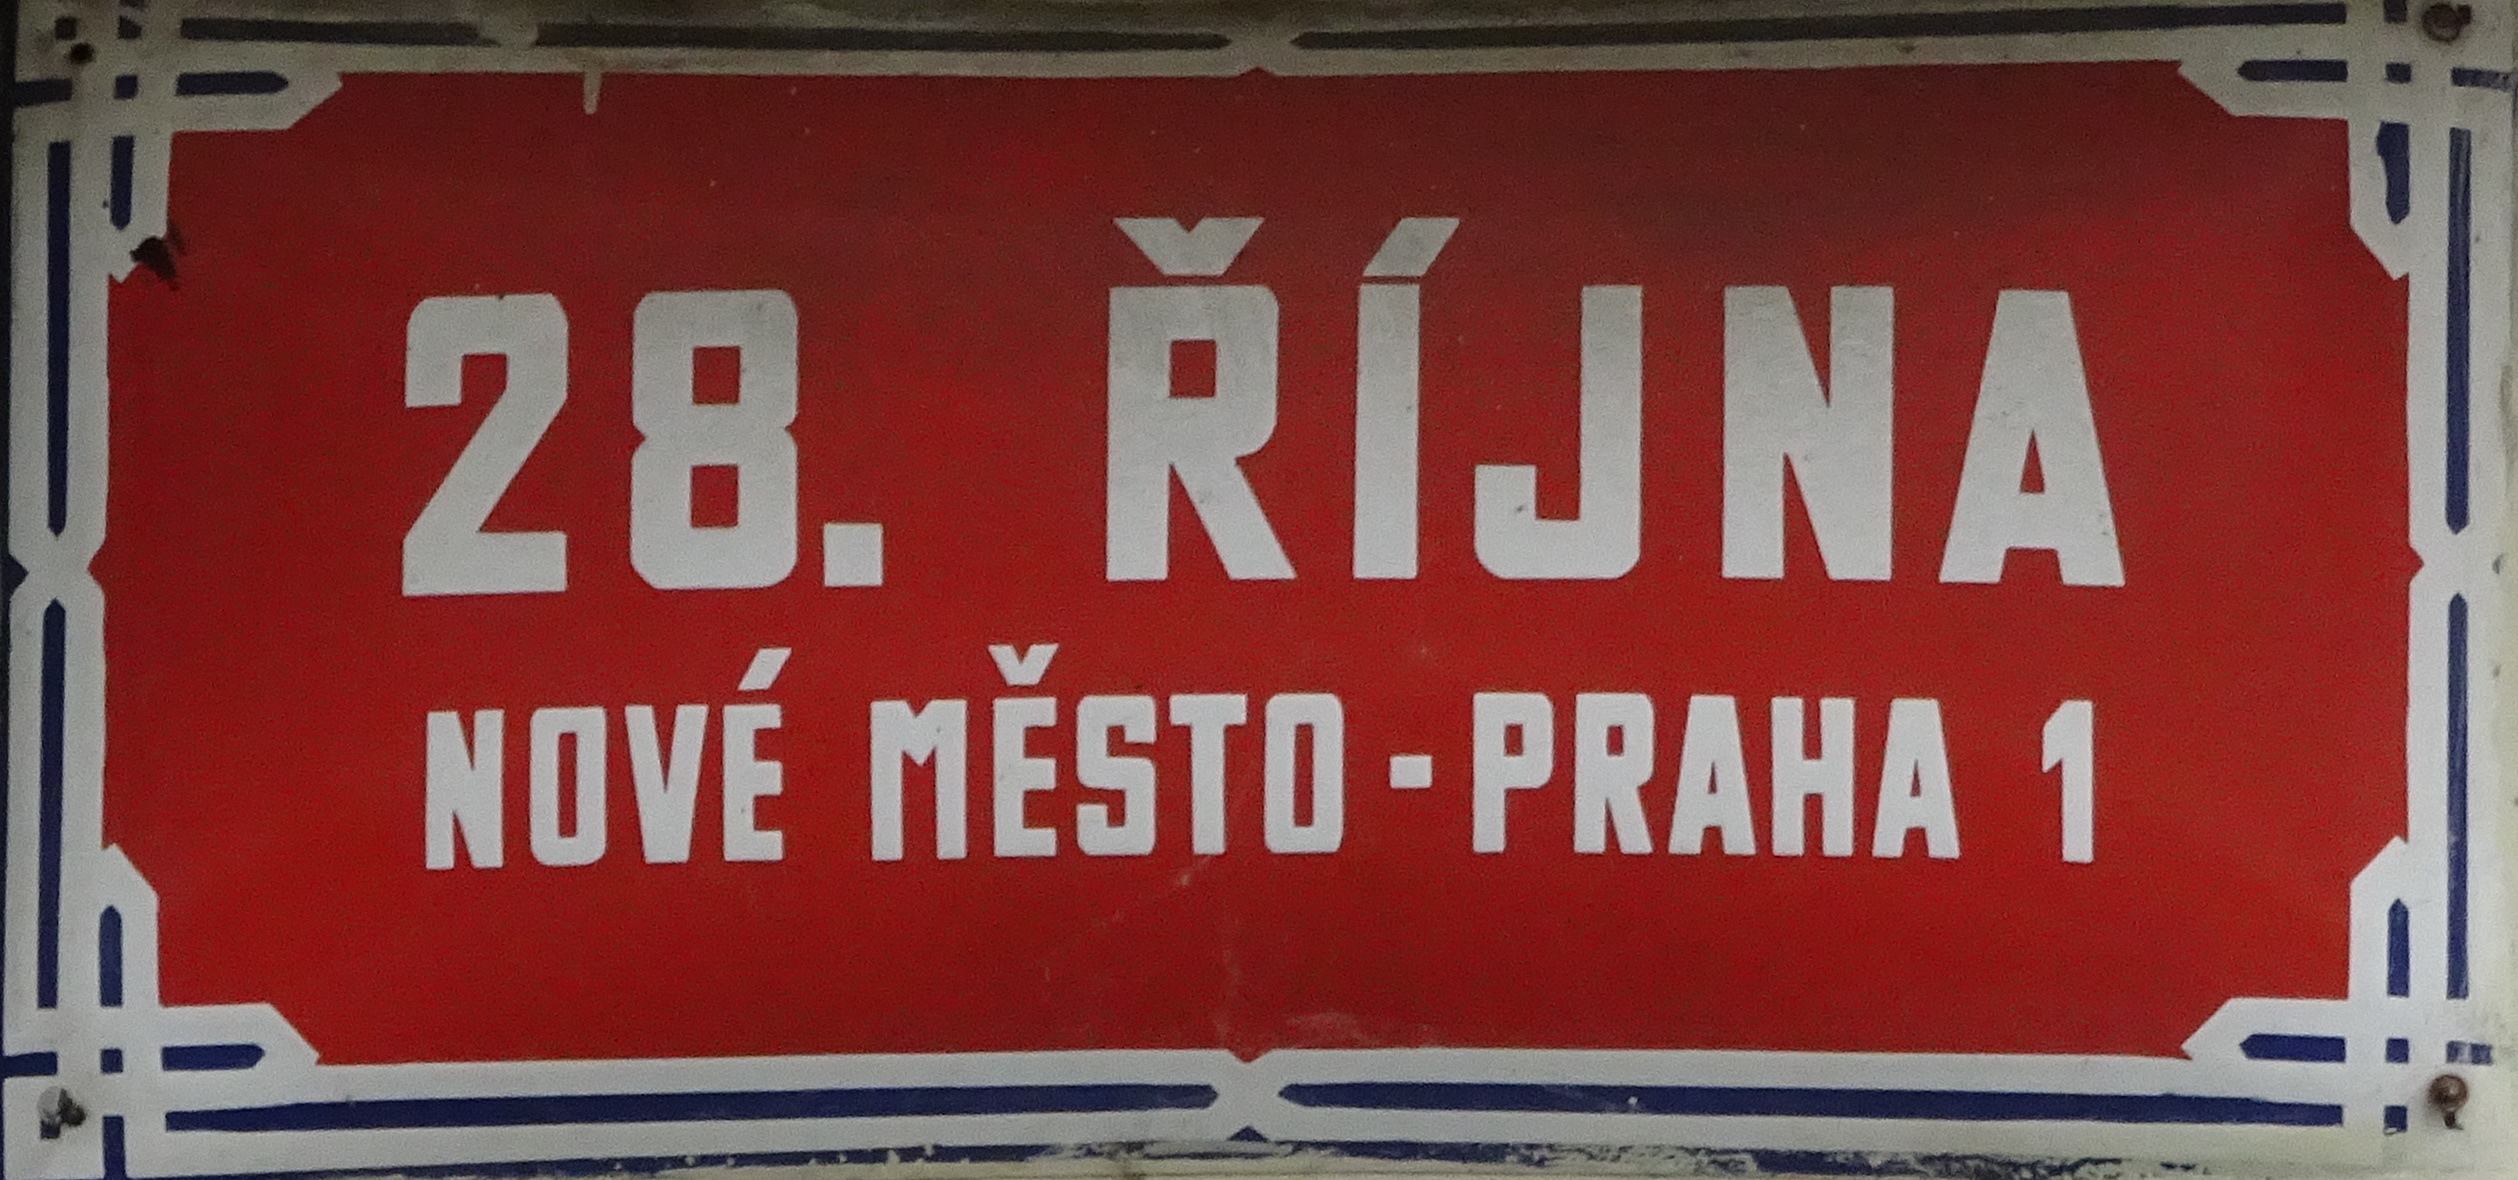 28. ŘÍJNA
NOVÉ MĚSTO - PRAHA 1